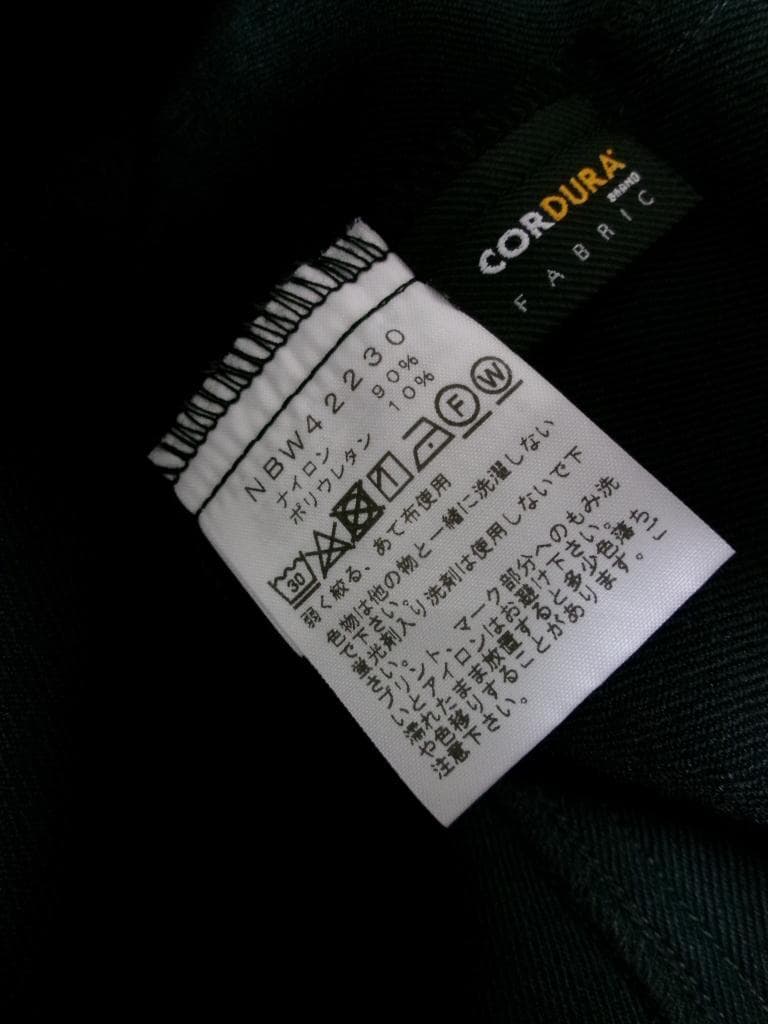 CORDURA
BRAND
FABRIC
NBW42230
ナイロン 90%
ポリウレタン 10%
30 F W
弱く絞る、あて布使用
色物は他の物と一緒に洗濯しない
で下さい。
蛍光剤入り洗剤は使用しないで下
さい。
プリント、マーク部分へのもみ洗
いとアイロンはお避け下さい。
濡れたまま放置すると多少色落ち
や色移りすることがあります。ご
注意下さい。